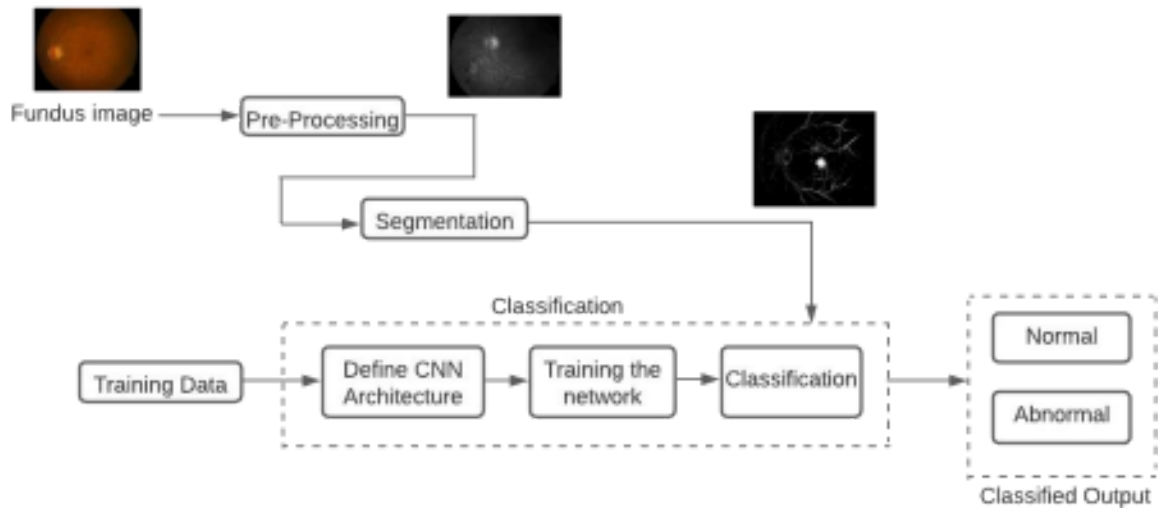 Fundus image
Pre-Processing
Segmentation
Classification
Training Data
Define CNN
Architecture
Training the
network
Classification
Normal
Abnormal
Classified Output